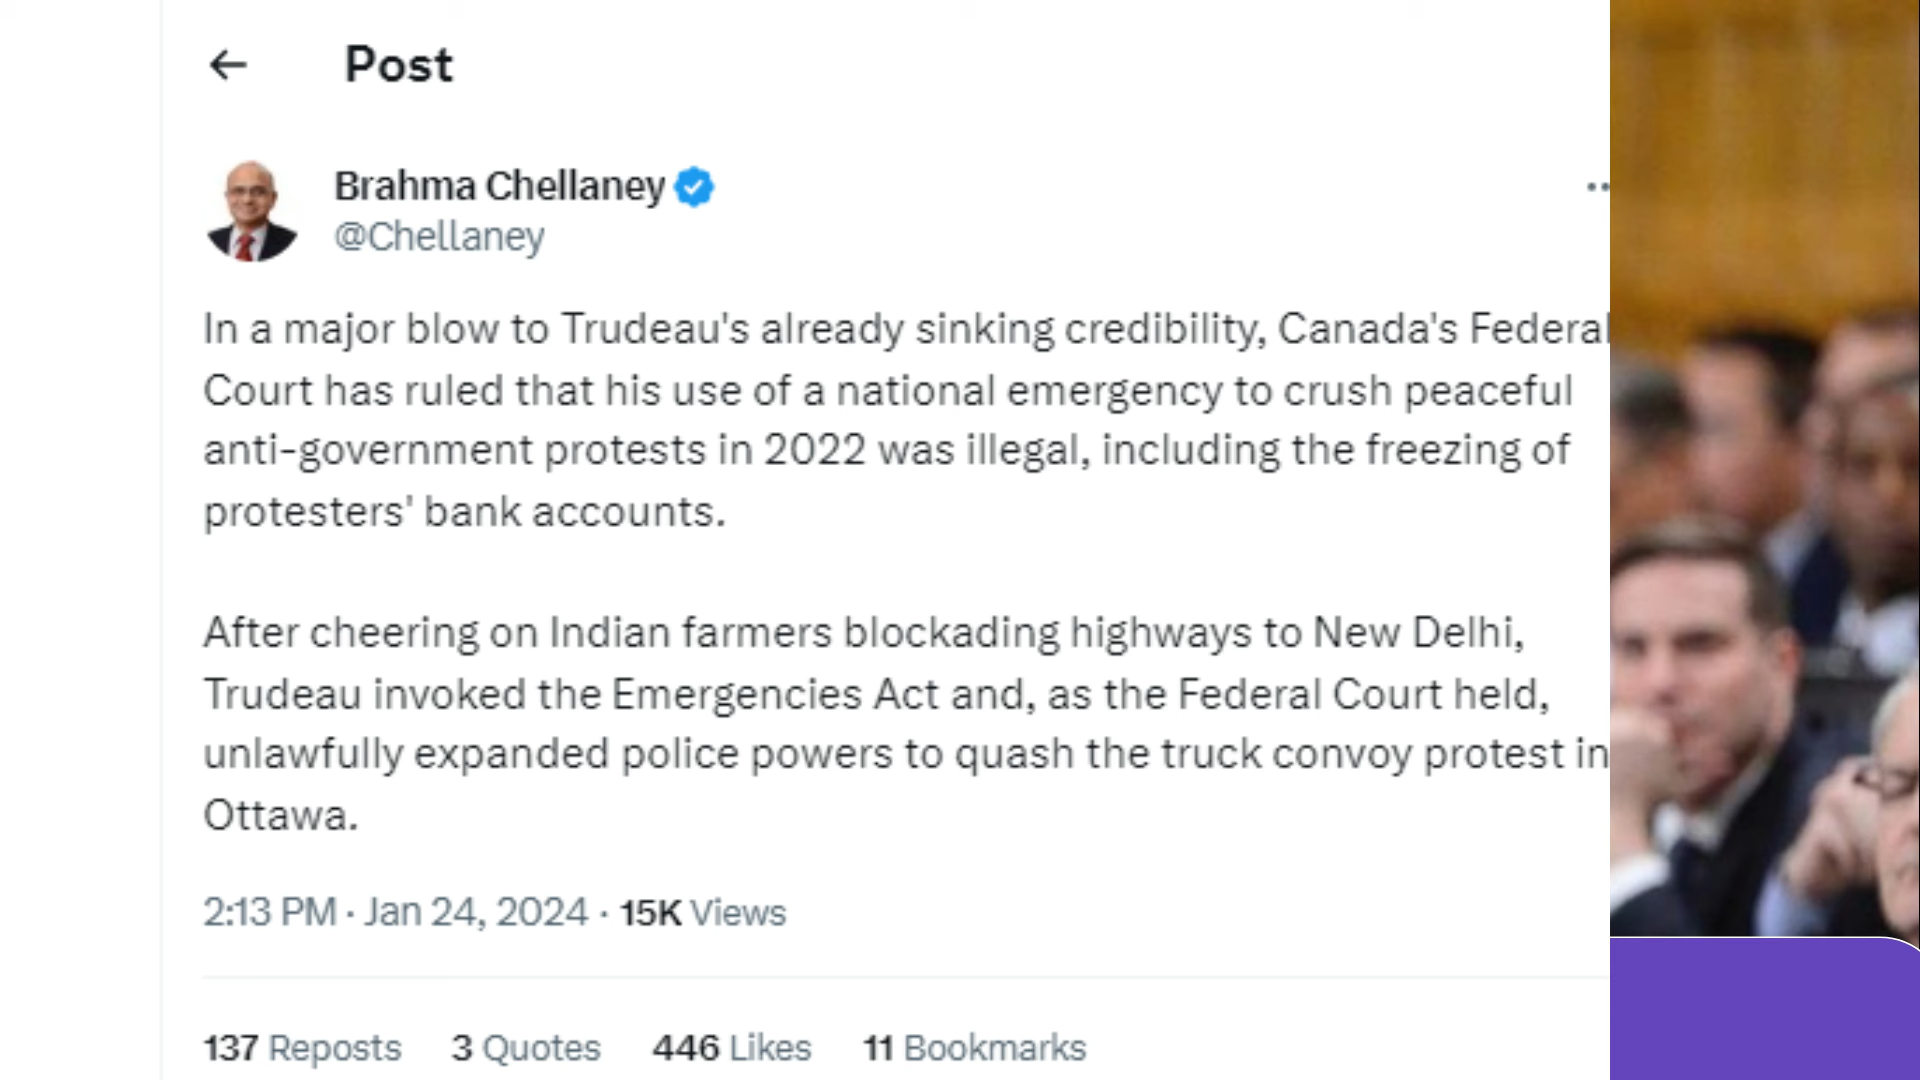 Post
Brahma Chellaney
@Chellaney
In a major blow to Trudeau's already sinking credibility, Canada's Federal
Court has ruled that his use of a national emergency to crush peaceful
anti-government protests in 2022 was illegal, including the freezing of
protesters' bank accounts.
After cheering on Indian farmers blockading highways to New Delhi,
Trudeau invoked the Emergencies Act and, as the Federal Court held,
unlawfully expanded police powers to quash the truck convoy protest in
Ottawa.
2:13 PM · Jan 24, 2024 · 15K Views
137 Reposts 3 Quotes 446 Likes 11 Bookmarks